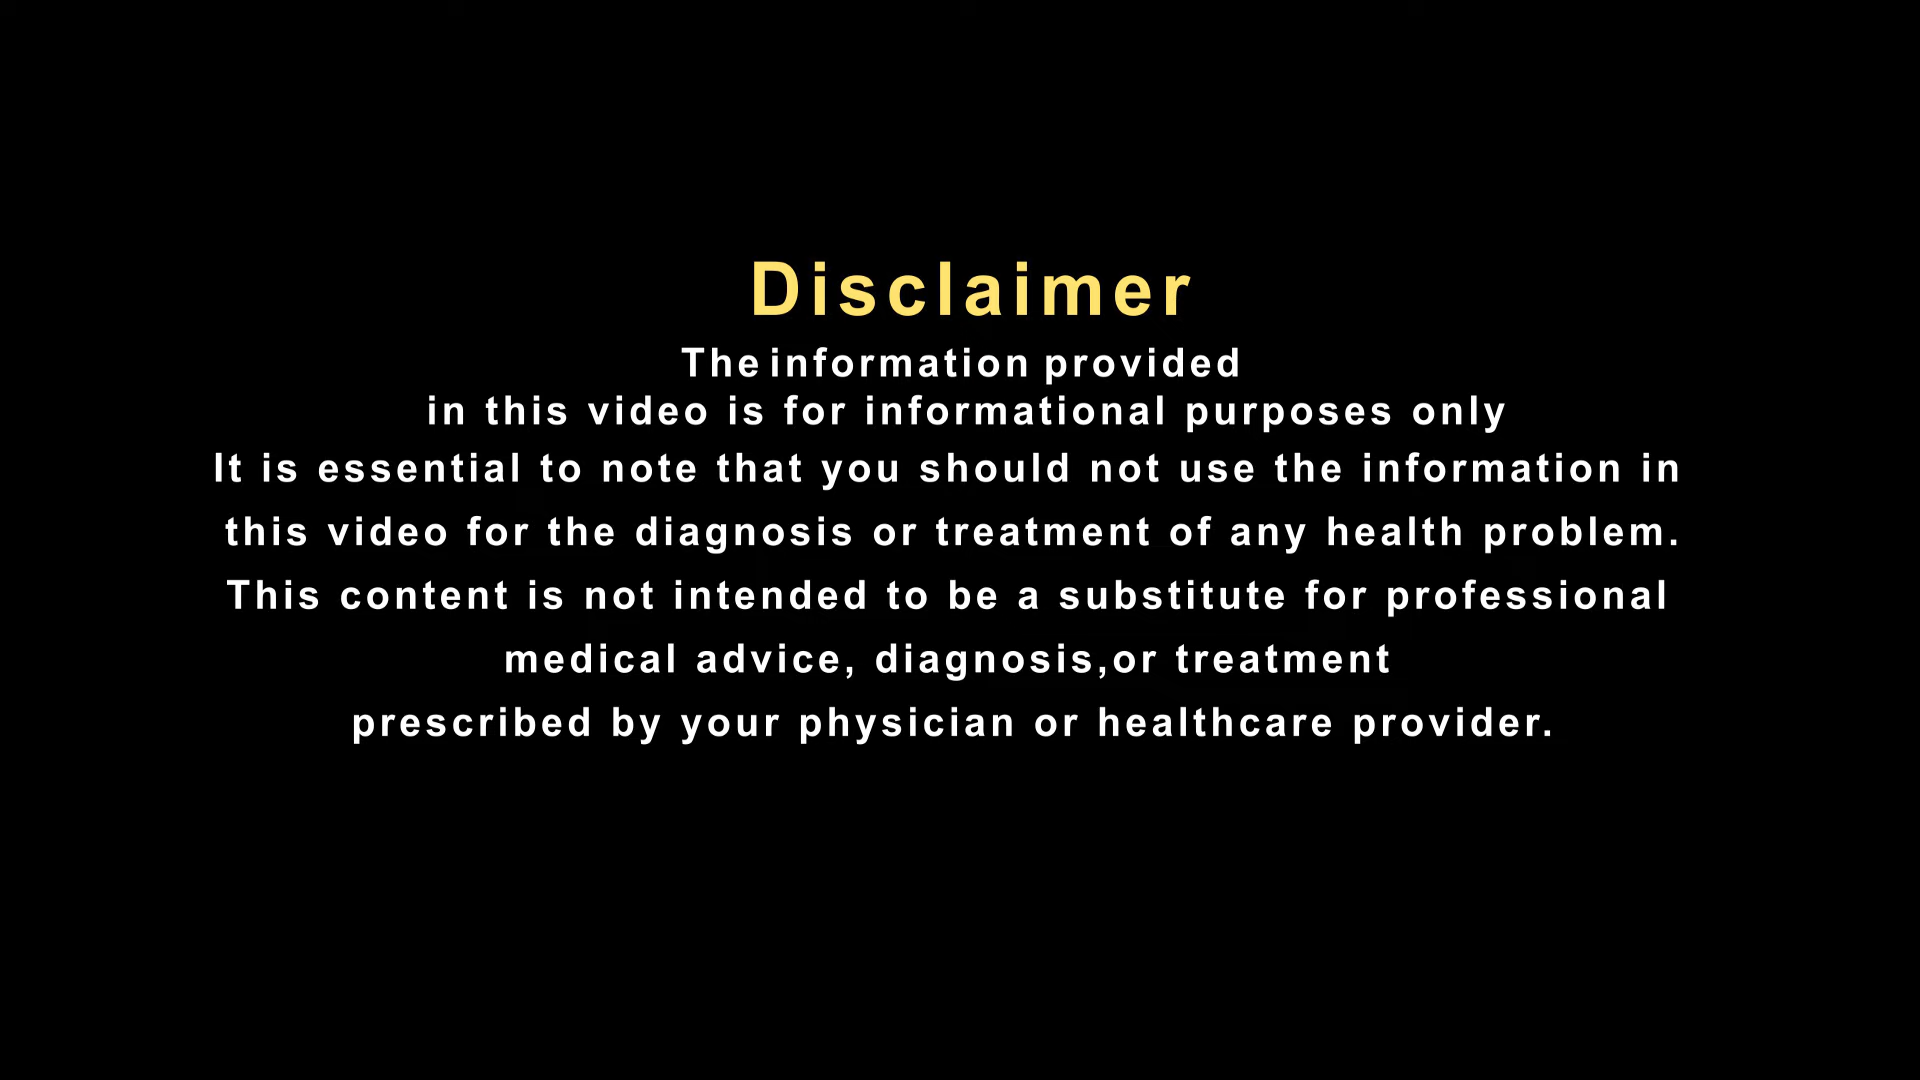 Disclaimer
The information provided
in this video is for informational purposes only
It is essential to note that you should not use the information in
this video for the diagnosis or treatment of any health problem.
This content is not intended to be a substitute for professional
medical advice, diagnosis,or treatment
prescribed by your physician or healthcare provider.